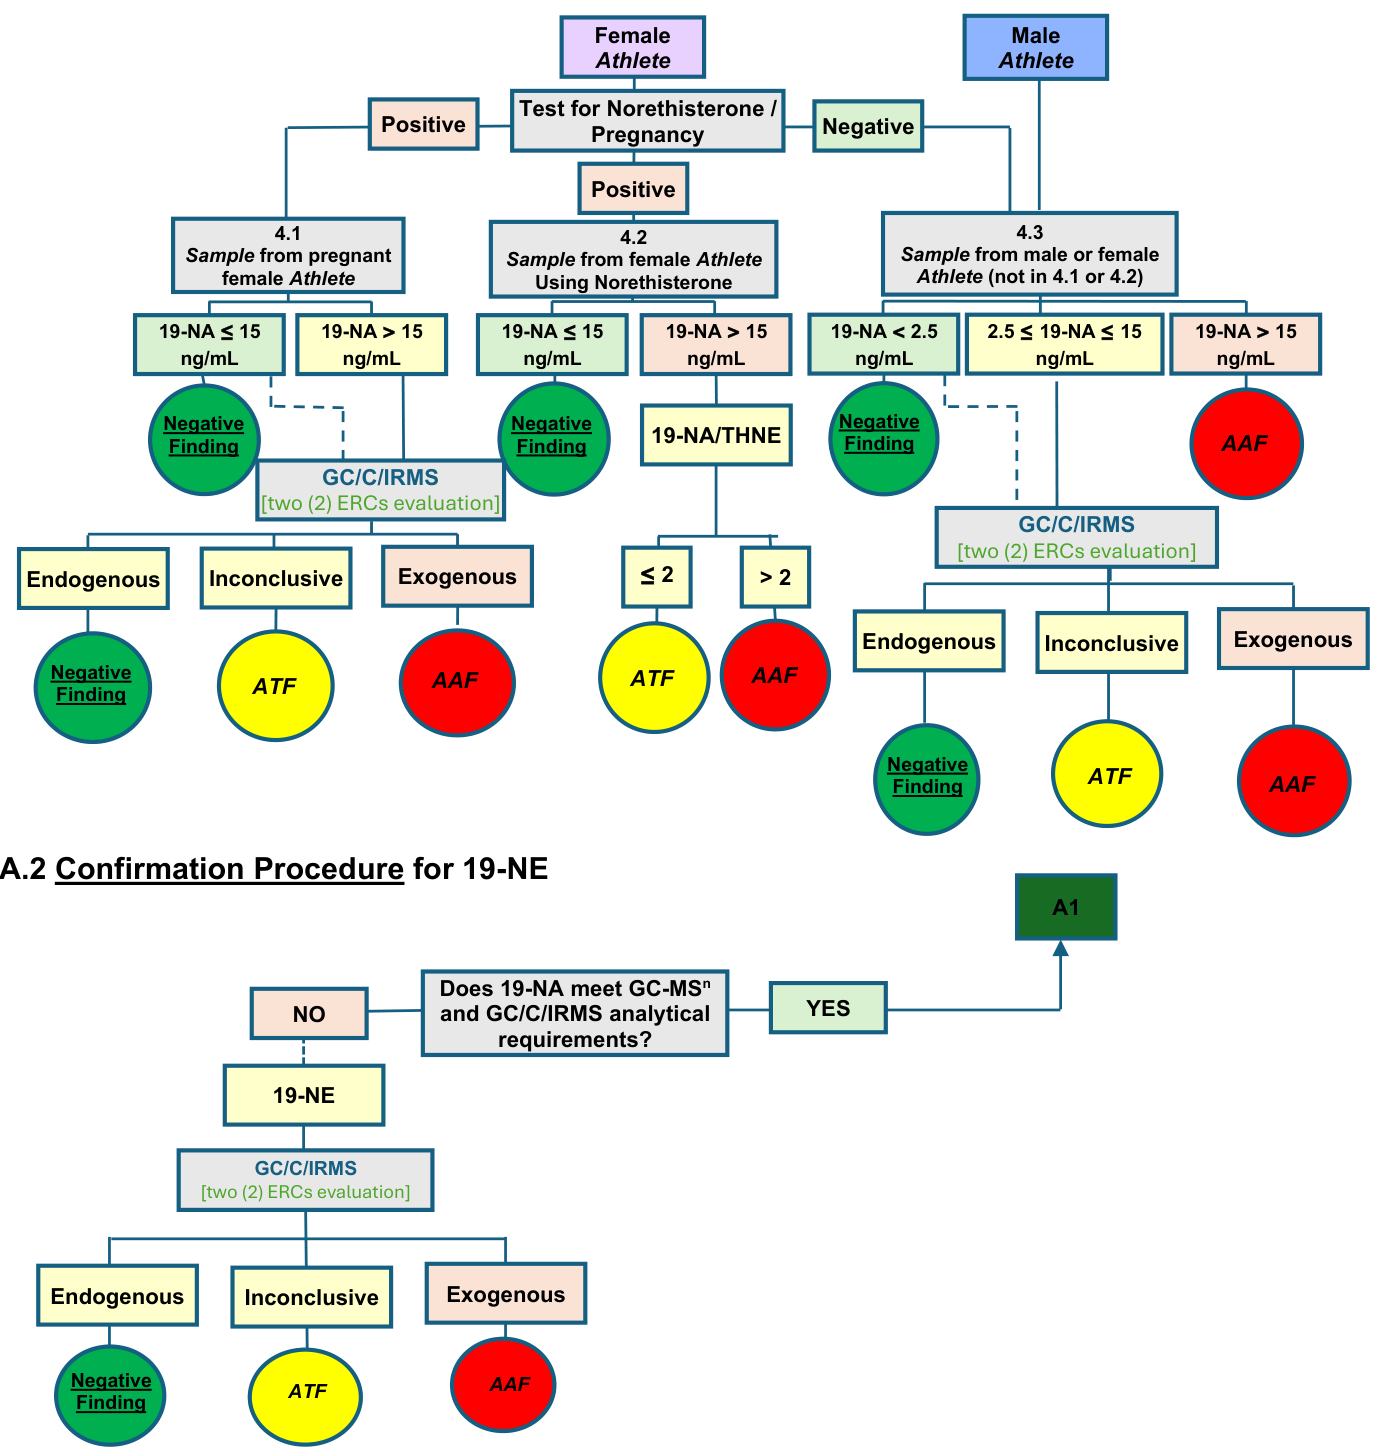 Female
Athlete
Male
Athlete
Test for Norethisterone /
Pregnancy
Positive
Negative
Positive
4.1
Sample from pregnant
female Athlete
4.2
Sample from female Athlete
Using Norethisterone
4.3
Sample from male or female
Athlete (not in 4.1 or 4.2)
19-NA ≤ 15
ng/mL
19-NA > 15
ng/mL
19-NA ≤ 15
ng/mL
19-NA > 15
ng/mL
19-NA < 2.5
ng/mL
2.5 ≤ 19-NA ≤ 15
ng/mL
19-NA > 15
ng/mL
Negative
Finding
Negative
Finding
19-NA/THNE
Negative
Finding
AAF
GC/C/IRMS
[two (2) ERCs evaluation]
GC/C/IRMS
[two (2) ERCs evaluation]
Endogenous
Inconclusive
Exogenous
≤ 2
> 2
Endogenous
Inconclusive
Exogenous
Negative
Finding
ATF
AAF
ATF
AAF
Negative
Finding
ATF
AAF
A.2 Confirmation Procedure for 19-NE
A1
Does 19-NA meet GC-MSⁿ
and GC/C/IRMS analytical
requirements?
NO
YES
19-NE
GC/C/IRMS
[two (2) ERCs evaluation]
Endogenous
Inconclusive
Exogenous
Negative
Finding
ATF
AAF